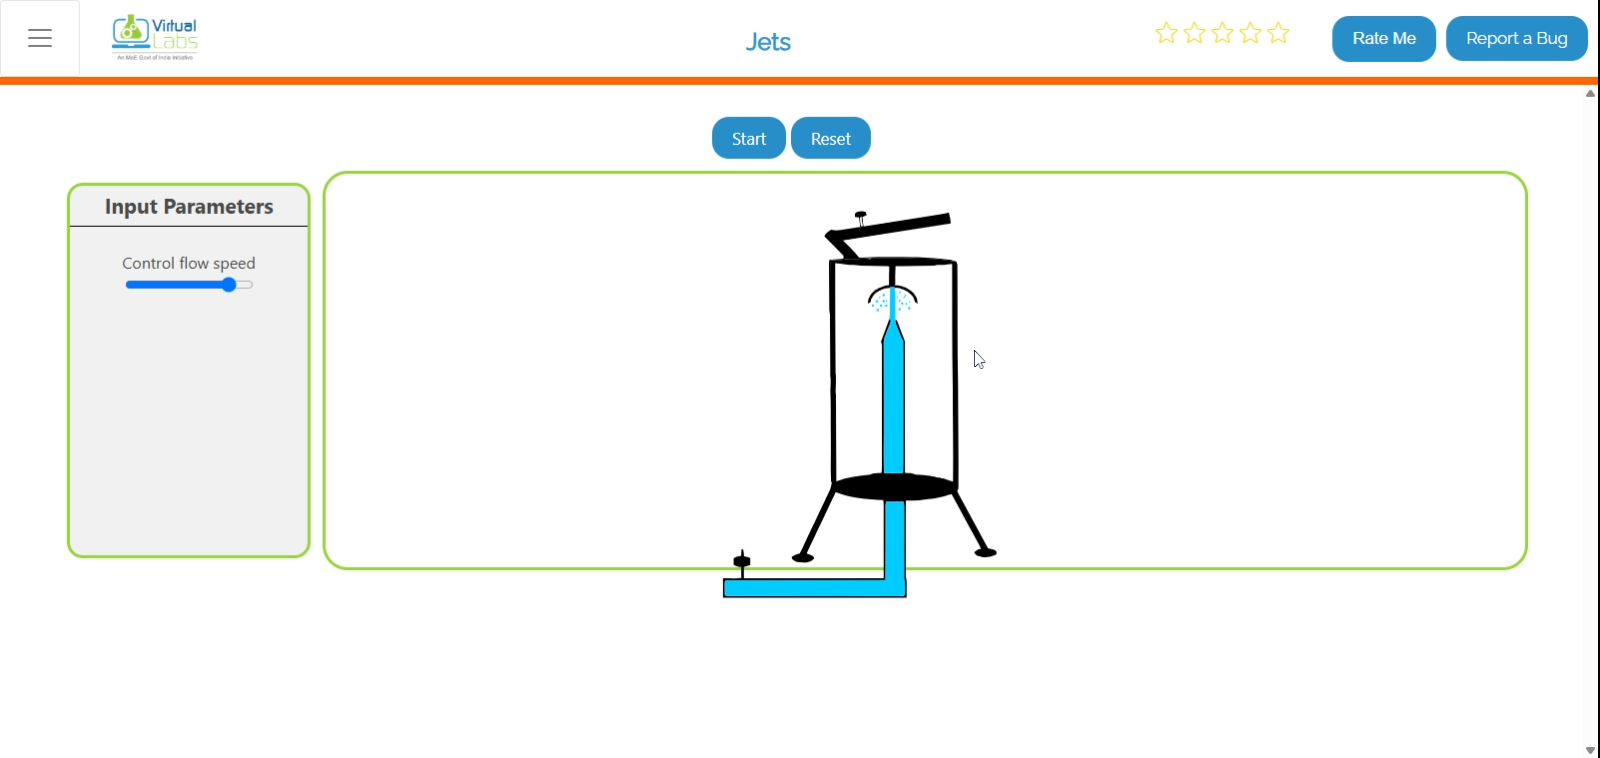 Virtual
Labs
An MoE Govt of India Initiative
Jets
Rate Me
Report a Bug
Start
Reset
Input Parameters
Control flow speed